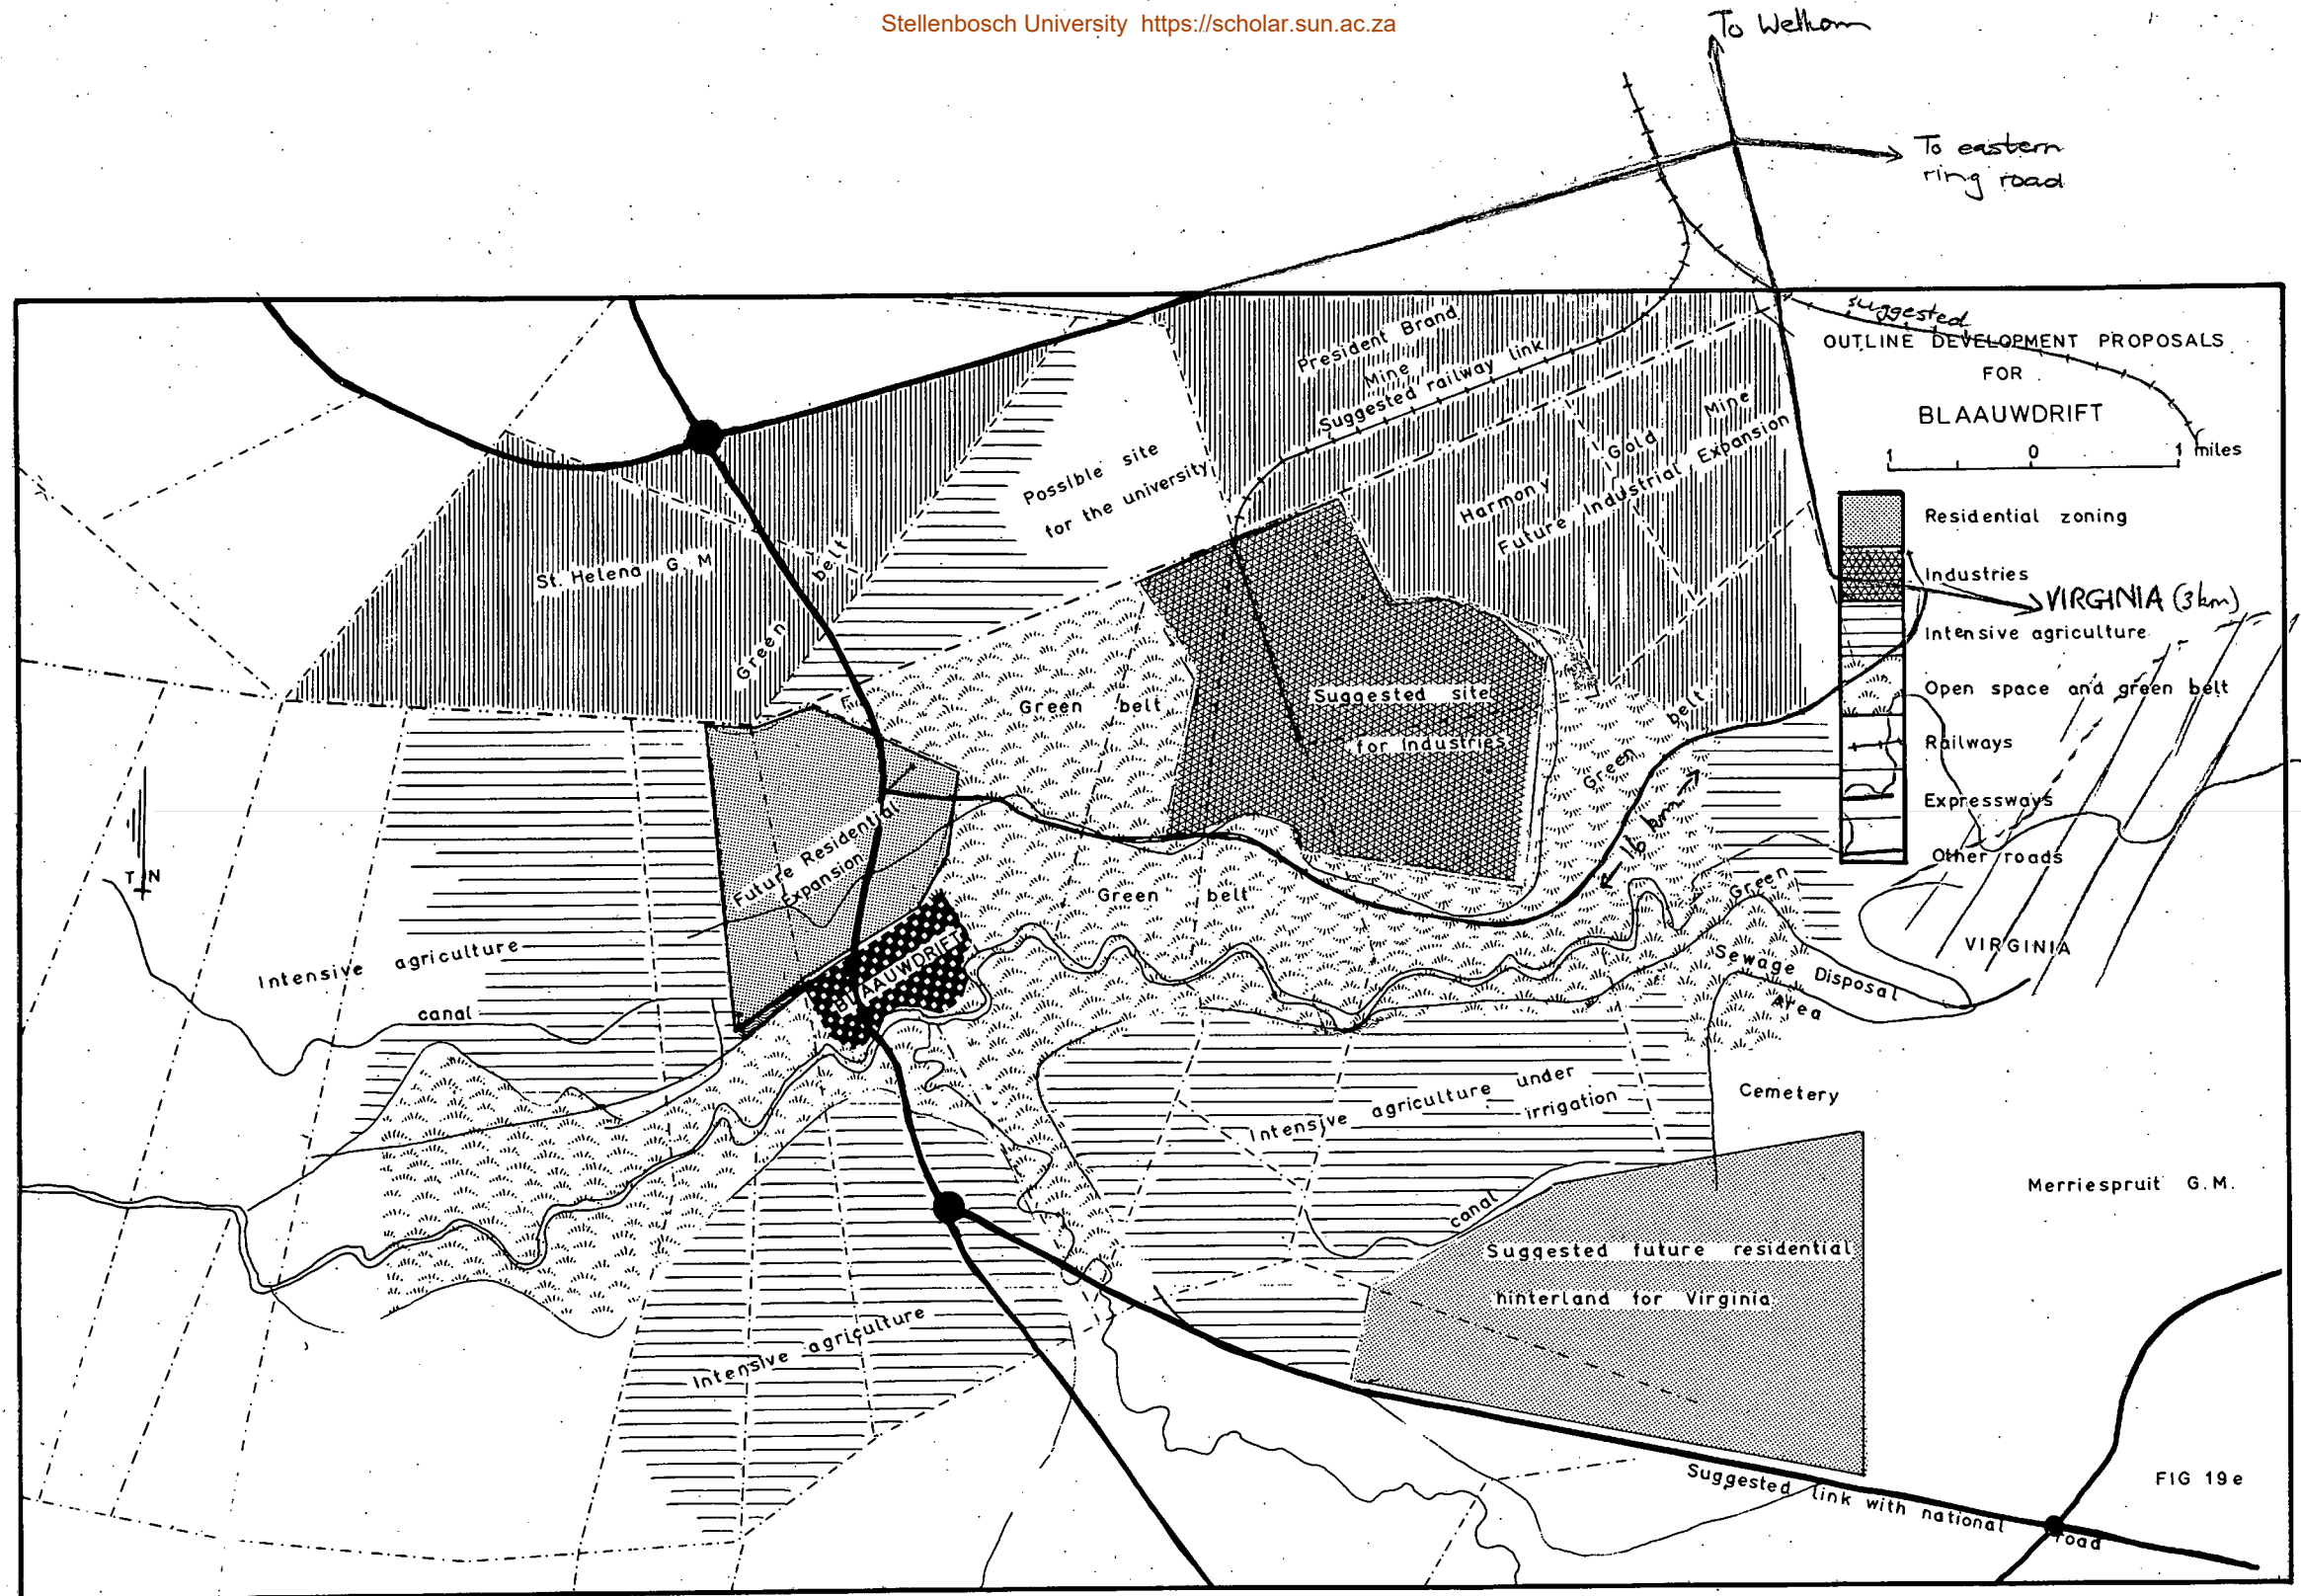 Stellenbosch University https://scholar.sun.ac.za
To Welkom
To eastern
ring road
suggested
OUTLINE DEVELOPMENT PROPOSALS
FOR
BLAAUWDRIFT
1 0 1 miles
Residential zoning
Industries
VIRGINIA (3km)
Intensive agriculture
Open space and green belt
Railways
Expressways
Other roads
VIRGINIA
President Brand
Mine
Suggested railway link
Harmony Gold Mine
Future Industrial Expansion
Possible site
for the university
St. Helena G. M
Green belt
Green belt
Suggested site
for Industries
Green belt
16 km
Future Residential
Expansion
Green belt
T N
BLAAUWDRIFT
Intensive agriculture
canal
Green
Sewage Disposal
Area
Cemetery
Intensive agriculture under
irrigation
Merriespruit G.M.
canal
Suggested future residential
hinterland for Virginia
Intensive agriculture
Suggested link with national
road
FIG 19e